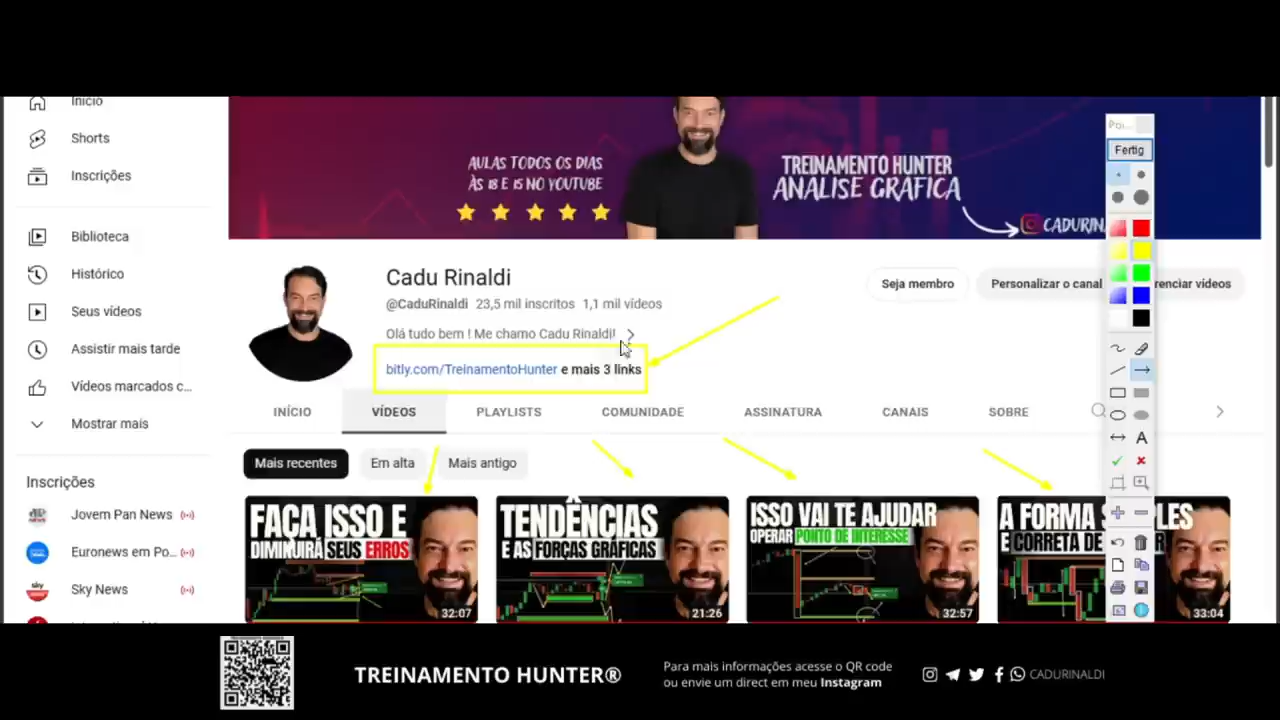 Início
Shorts
Inscrições
Biblioteca
Histórico
Seus vídeos
Assistir mais tarde
Vídeos marcados c...
Mostrar mais
Inscrições
Jovem Pan News
Euronews em Po...
Sky News
AULAS TODOS OS DIAS
ÀS 18 E 15 NO YOUTUBE
TREINAMENTO HUNTER
ANALISE GRAFICA
Cadu Rinaldi
@CaduRinaldi 23,5 mil inscritos 1,1 mil vídeos
Olá tudo bem ! Me chamo Cadu Rinaldi!
bitly.com/TreinamentoHunter e mais 3 links
Seja membro
Personalizar o canal
INÍCIO VÍDEOS PLAYLISTS COMUNIDADE ASSINATURA CANAIS SOBRE
Mais recentes Em alta Mais antigo
FAÇA ISSO E
DIMINUIRÁ SEUS ERROS
32:07
TENDÊNCIAS
E AS FORÇAS GRÁFICAS
21:26
ISSO VAI TE AJUDAR
OPERAR PONTO DE INTERESSE
32:57
A FORMA
E CORRETA DE
33:04
Fertig
A
TREINAMENTO HUNTER®
Para mais informações acesse o QR code
ou envie um direct em meu Instagram
CADURINALDI